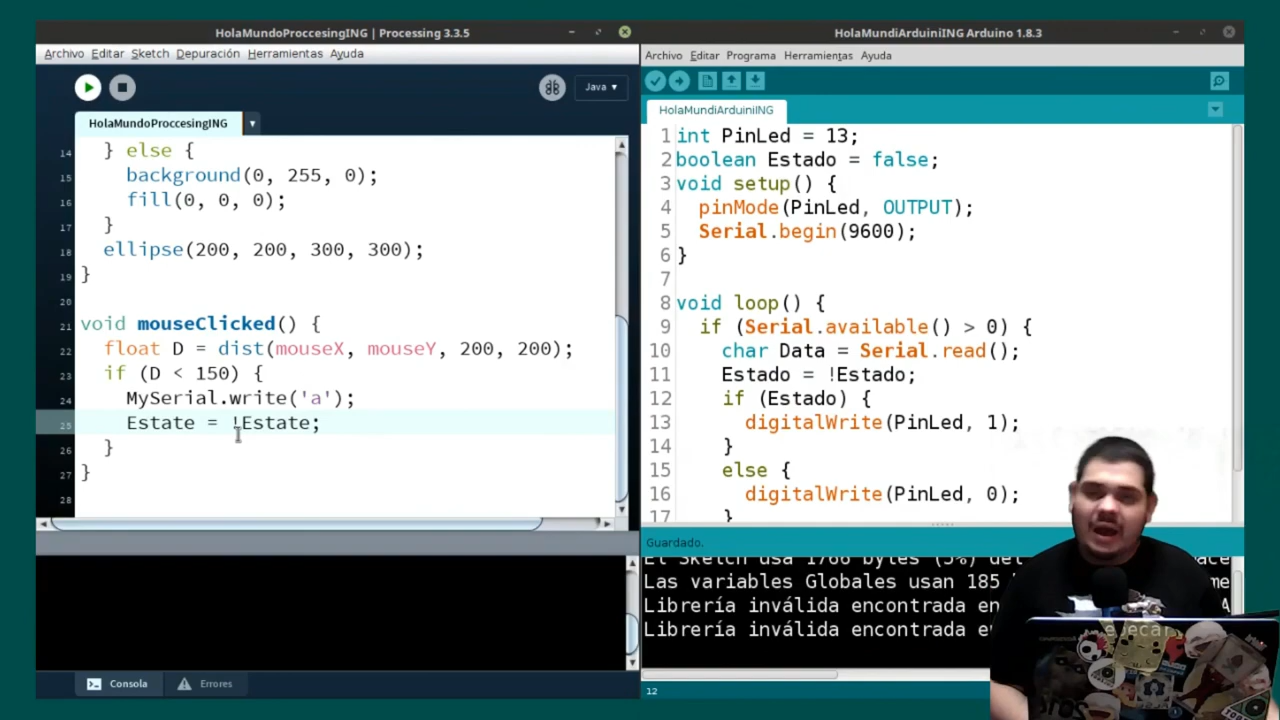 HolaMundoProccesingING | Processing 3.3.5
Archivo Editar Sketch Depuración Herramientas Ayuda
Java ▾
HolaMundoProccesingING
14 } else {
15 background(0, 255, 0);
16 fill(0, 0, 0);
17 }
18 ellipse(200, 200, 300, 300);
19 }
20
21 void mouseClicked() {
22 float D = dist(mouseX, mouseY, 200, 200);
23 if (D < 150) {
24 MySerial.write('a');
25 Estate = !Estate;
26 }
27 }
28
Consola
Errores
HolaMundiArduiniING Arduino 1.8.3
Archivo Editar Programa Herramientas Ayuda
HolaMundiArduiniING
1 int PinLed = 13;
2 boolean Estado = false;
3 void setup() {
4 pinMode(PinLed, OUTPUT);
5 Serial.begin(9600);
6 }
7
8 void loop() {
9 if (Serial.available() > 0) {
10 char Data = Serial.read();
11 Estado = !Estado;
12 if (Estado) {
13 digitalWrite(PinLed, 1);
14 }
15 else {
16 digitalWrite(PinLed, 0);
17 }
Guardado.
El Sketch usa 1766 bytes (5%) del
Las variables Globales usan 185
Librería inválida encontrada en
Librería inválida encontrada en
12